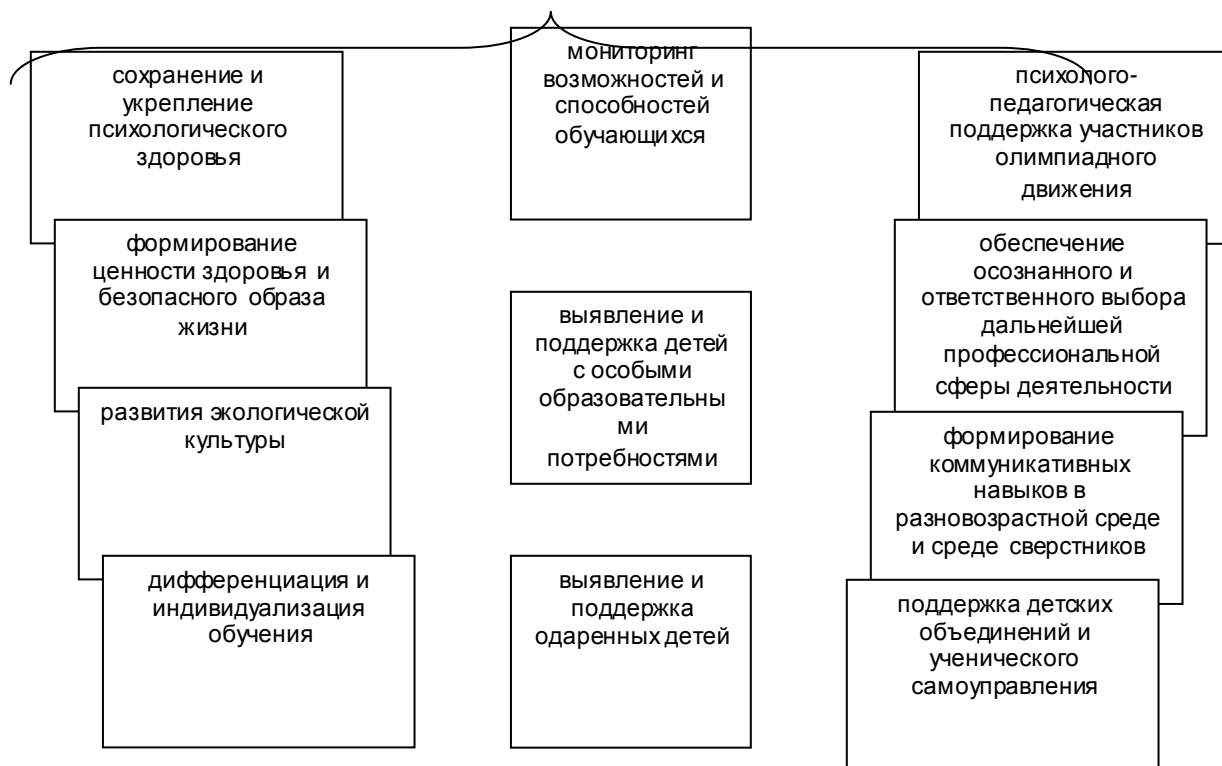 сохранение и
укрепление
психологического
здоровья
формирование
ценности здоровья и
безопасного образа
жизни
развития экологической
культуры
дифференциация и
индивидуализация
обучения
мониторинг
возможностей и
способностей
обучающихся
выявление и
поддержка детей
с особыми
образовательны
ми
потребностями
выявление и
поддержка
одаренных детей
психолого-
педагогическая
поддержка участников
олимпиадного
движения
обеспечение
осознанного и
ответственного выбора
дальнейшей
профессиональной
сферы деятельности
формирование
коммуникативных
навыков в
разновозрастной среде
и среде сверстников
поддержка детских
объединений и
ученического
самоуправления